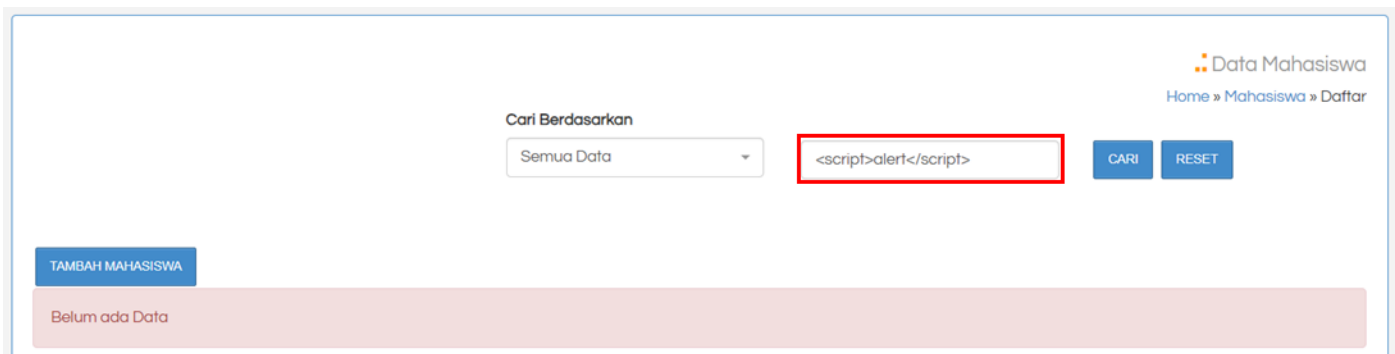 Data Mahasiswa
Home » Mahasiswa » Daftar
Cari Berdasarkan
Semua Data
<script>alert</script>
CARI
RESET
TAMBAH MAHASISWA
Belum ada Data